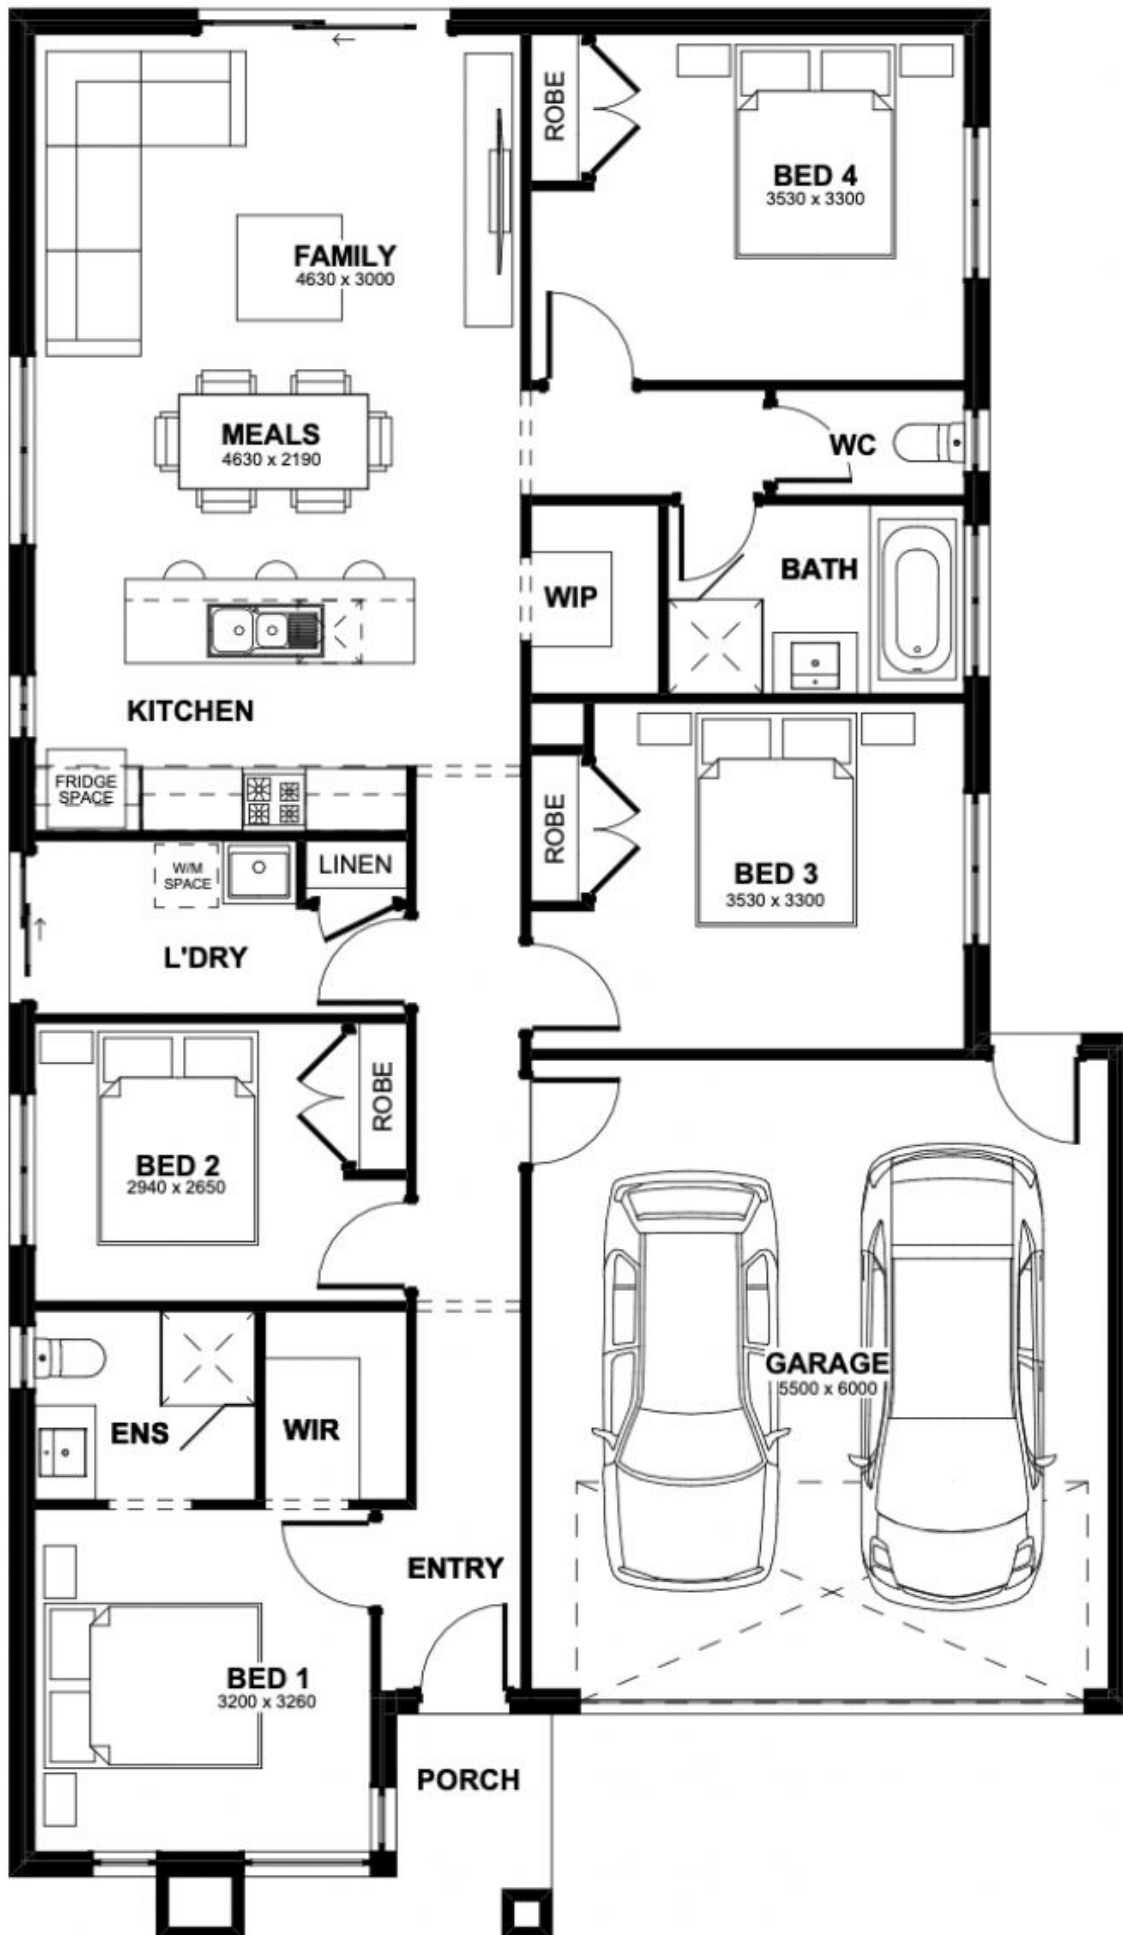 ROBE
BED 4
3530 x 3300
FAMILY
4630 x 3000
MEALS
4630 x 2190
WC
BATH
WIP
KITCHEN
FRIDGE
SPACE
W/M
SPACE
LINEN
ROBE
BED 3
3530 x 3300
L'DRY
ROBE
BED 2
2940 x 2650
GARAGE
5500 x 6000
ENS
WIR
ENTRY
BED 1
3200 x 3260
PORCH